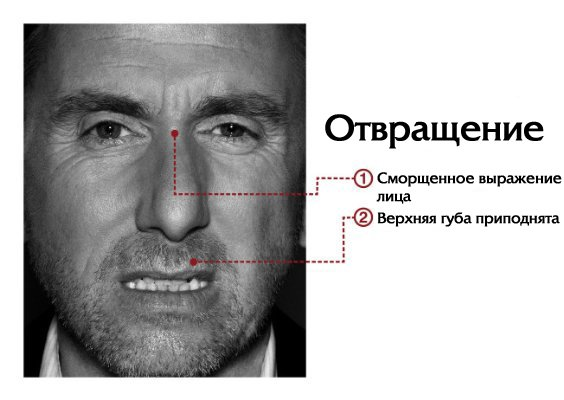 Отвращение
1 Сморщенное выражение
лица
2 Верхняя губа приподнята